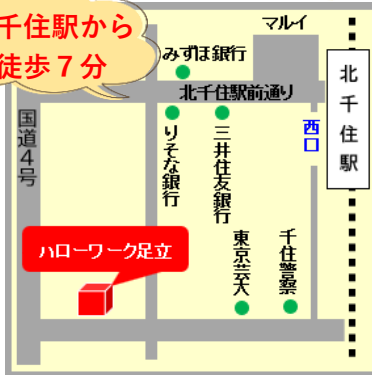 千住駅から
徒歩７分
マルイ
みずほ銀行
北千住駅前通り
北千住駅
西口
国道４号
りそな銀行
三井住友銀行
ハローワーク足立
東京芸大
千住警察